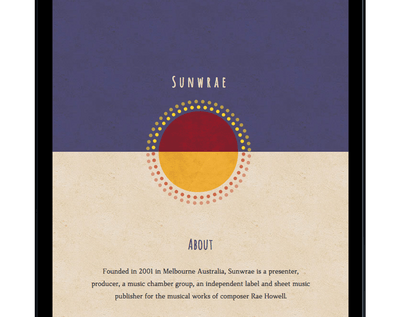 Sunwrae
About
Founded in 2001 in Melbourne Australia, Sunwrae is a presenter,
producer, a music chamber group, an independent label and sheet music
publisher for the musical works of composer Rae Howell.